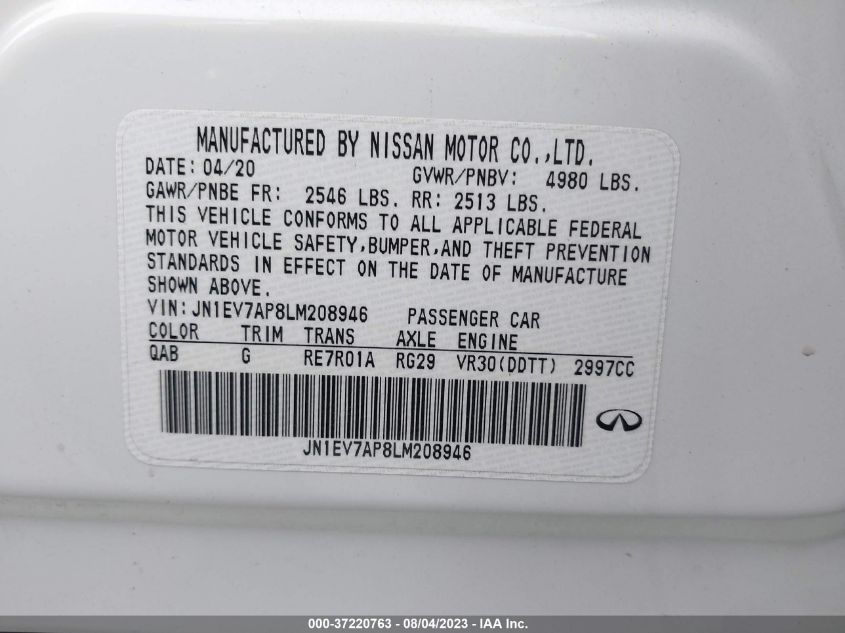 MANUFACTURED BY NISSAN MOTOR CO.,LTD.
DATE: 04/20 GVWR/PNBV: 4980 LBS.
GAWR/PNBE FR: 2546 LBS. RR: 2513 LBS.
THIS VEHICLE CONFORMS TO ALL APPLICABLE FEDERAL
MOTOR VEHICLE SAFETY,BUMPER,AND THEFT PREVENTION
STANDARDS IN EFFECT ON THE DATE OF MANUFACTURE
SHOWN ABOVE.
VIN:JN1EV7AP8LM208946 PASSENGER CAR
COLOR TRIM TRANS AXLE ENGINE
QAB G RE7R01A RG29 VR30(DDTT) 2997CC
JN1EV7AP8LM208946
000-37220763 - 08/04/2023 - IAA Inc.